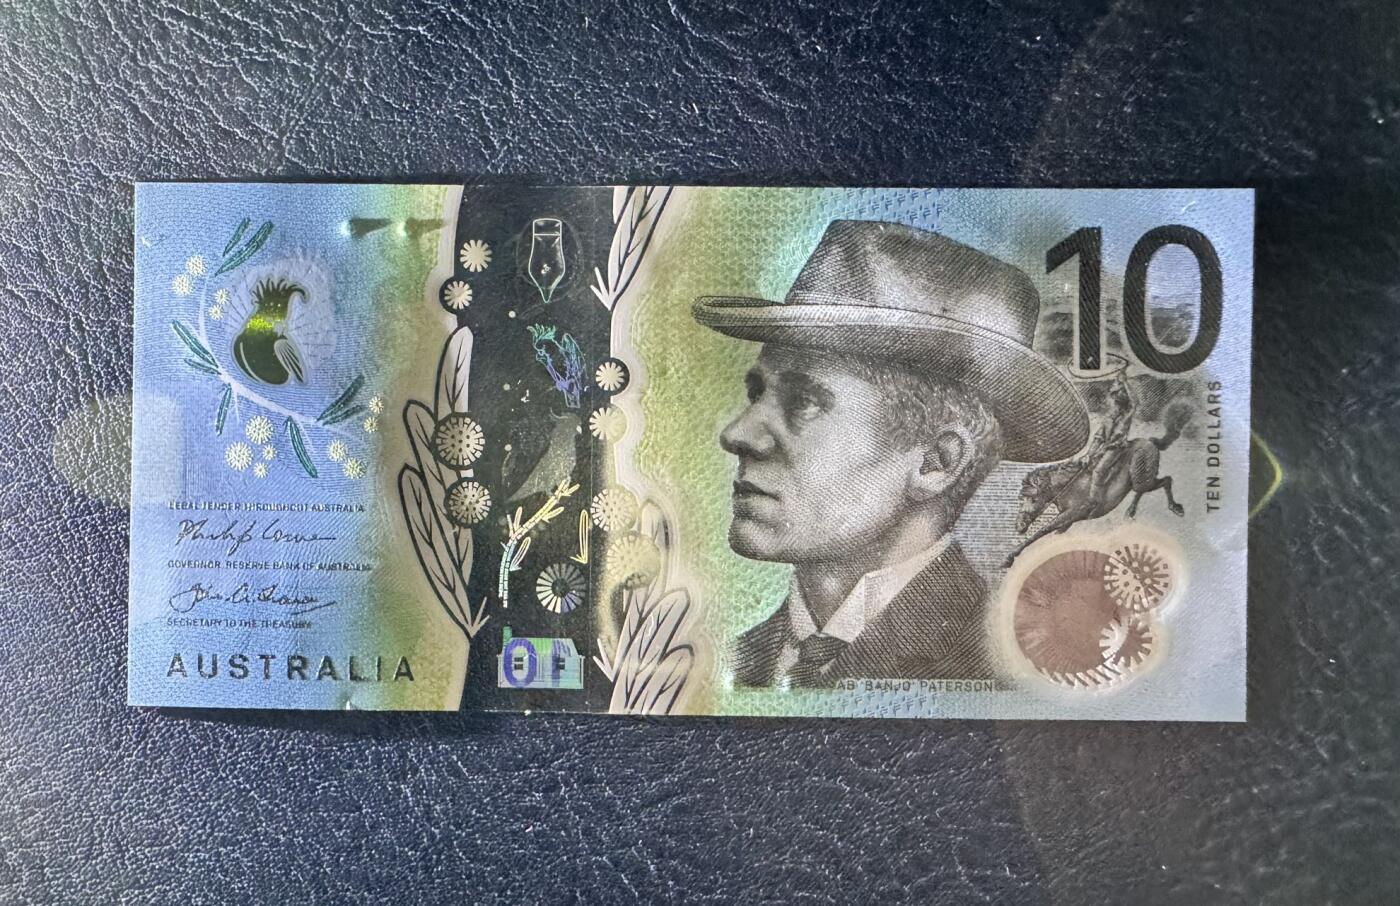 10
TEN DOLLARS
LEGAL TENDER THROUGHOUT AUSTRALIA
GOVERNOR, RESERVE BANK OF AUSTRALIA
SECRETARY TO THE TREASURY
AUSTRALIA
AB 'BANJO' PATERSON